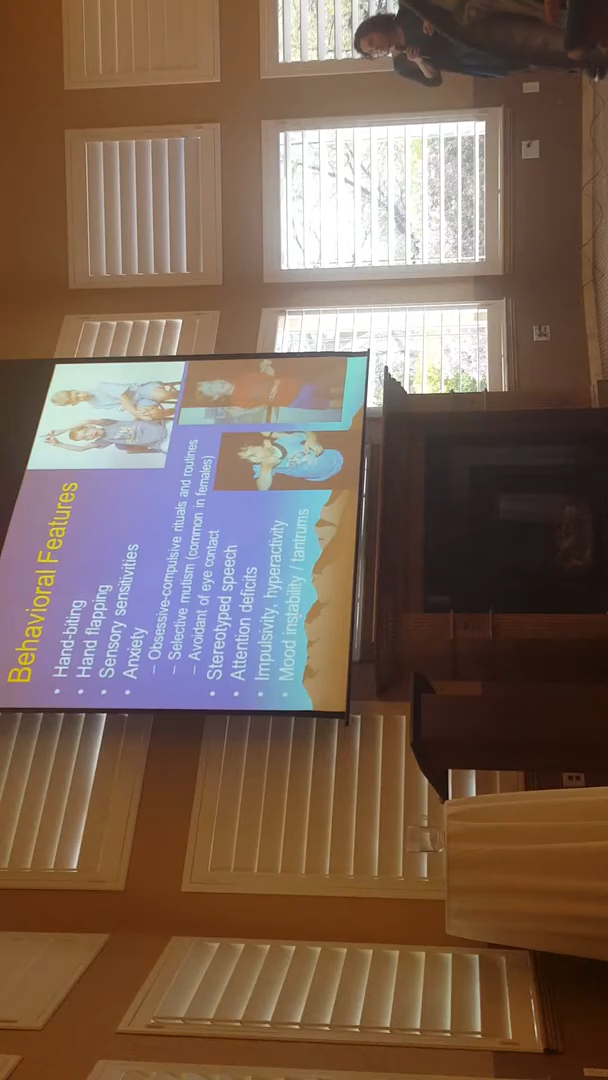 Behavioral Features
• Hand-biting
• Hand flapping
• Sensory sensitivities
• Anxiety
– Obsessive-compulsive rituals and routines
– Selective mutism (common in females)
– Avoidant of eye contact
• Stereotyped speech
• Attention deficits
• Impulsivity, hyperactivity
• Mood instability / tantrums